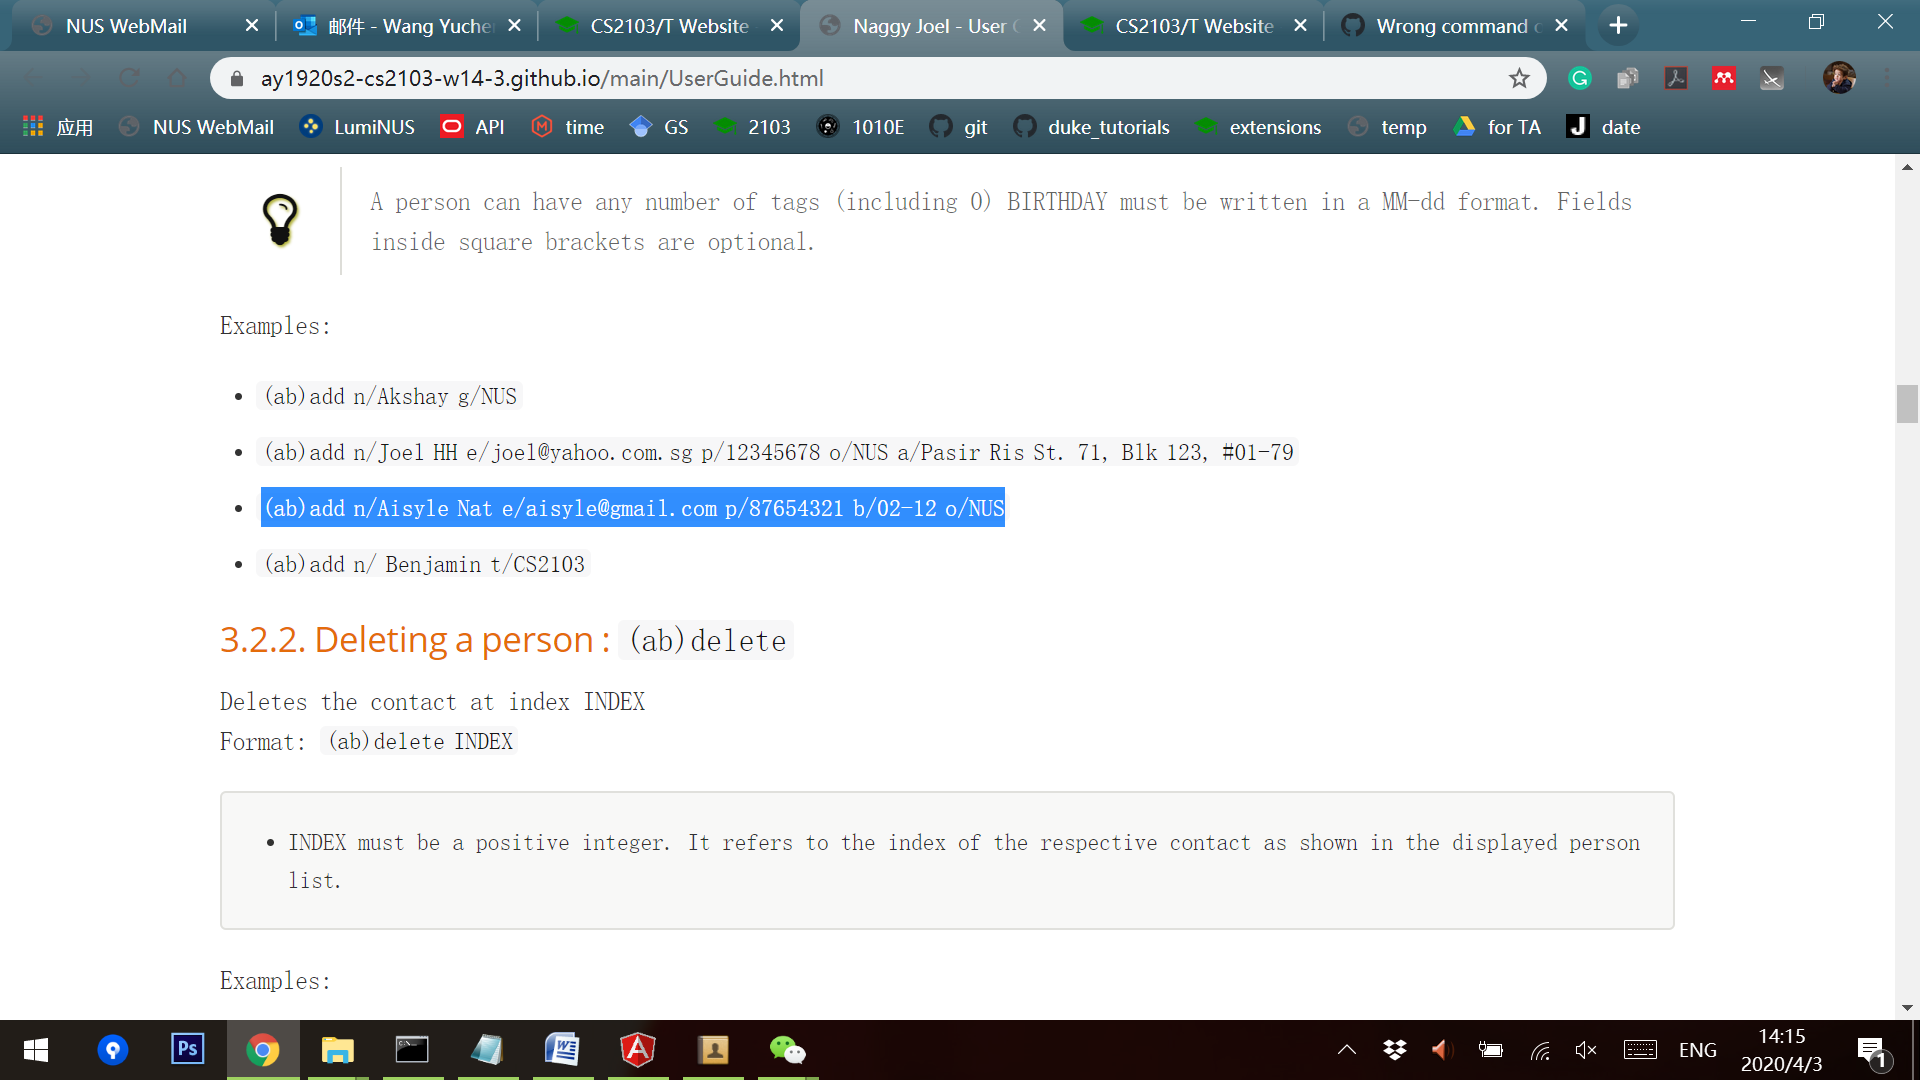 NUS WebMail
邮件 - Wang Yuche
CS2103/T Website
Naggy Joel - User
CS2103/T Website
Wrong command
ay1920s2-cs2103-w14-3.github.io/main/UserGuide.html
应用
NUS WebMail
LumiNUS
API
time
GS
2103
1010E
git
duke_tutorials
extensions
temp
for TA
date
A person can have any number of tags (including 0) BIRTHDAY must be written in a MM-dd format. Fields
inside square brackets are optional.
Examples:
(ab)add n/Akshay g/NUS
(ab)add n/Joel HH e/joel@yahoo.com.sg p/12345678 o/NUS a/Pasir Ris St. 71, Blk 123, #01-79
(ab)add n/Aisyle Nat e/aisyle@gmail.com p/87654321 b/02-12 o/NUS
(ab)add n/ Benjamin t/CS2103
3.2.2. Deleting a person : (ab)delete
Deletes the contact at index INDEX
Format: (ab)delete INDEX
INDEX must be a positive integer. It refers to the index of the respective contact as shown in the displayed person
list.
Examples:
Ps
ENG
14:15
2020/4/3
1